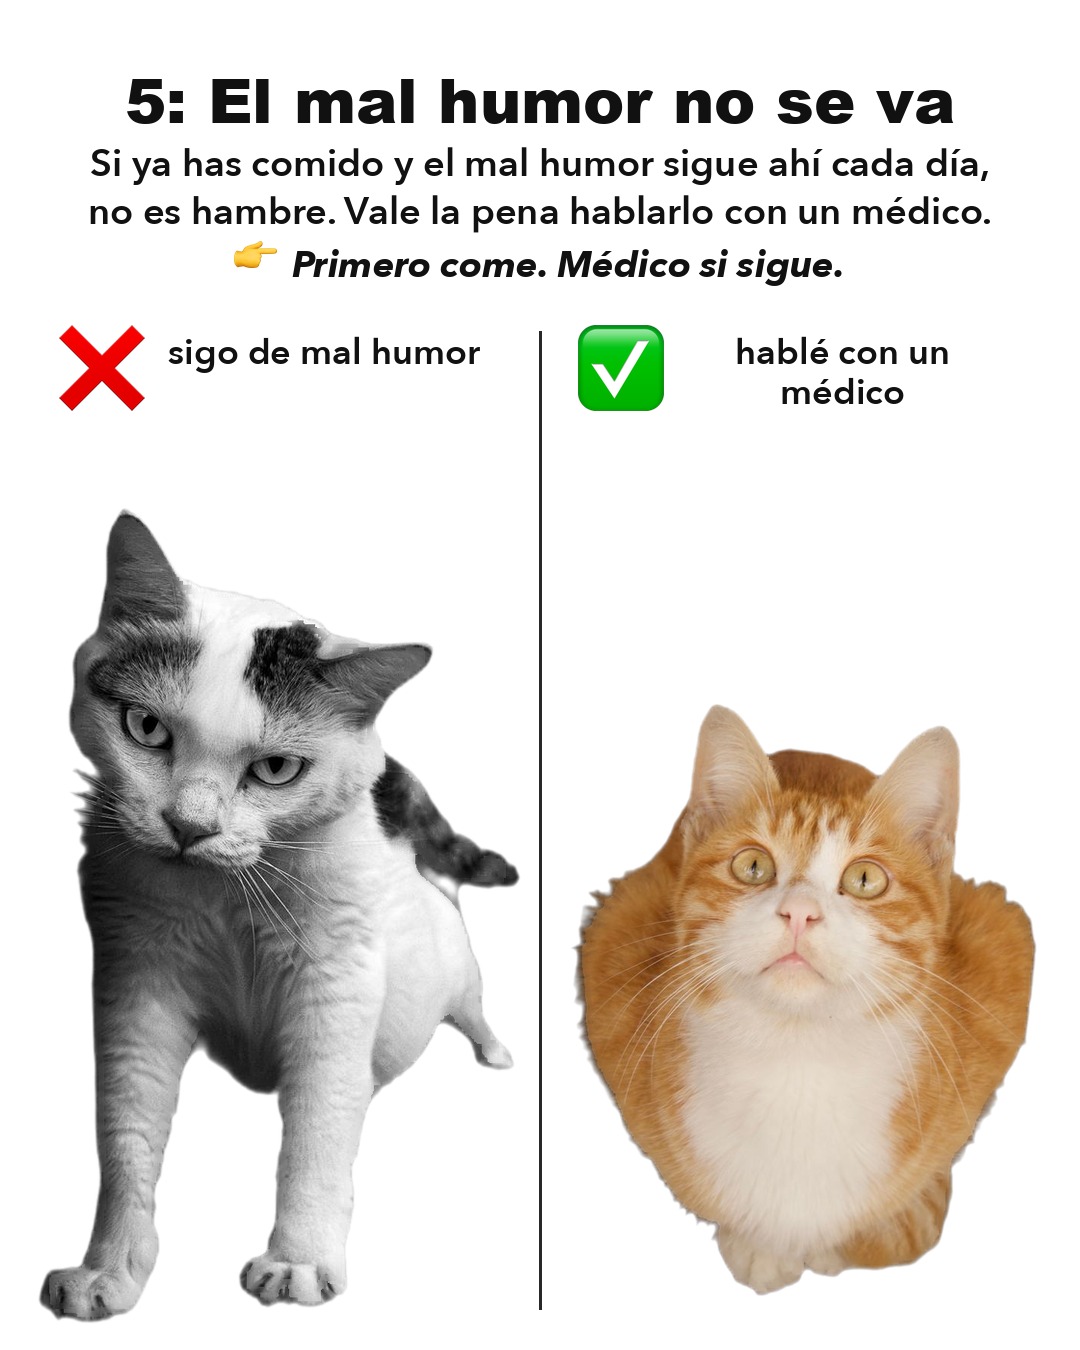 5: El mal humor no se va
Si ya has comido y el mal humor sigue ahí cada día,
no es hambre. Vale la pena hablarlo con un médico.
👉 Primero come. Médico si sigue.
❌ sigo de mal humor
✅ hablé con un
médico